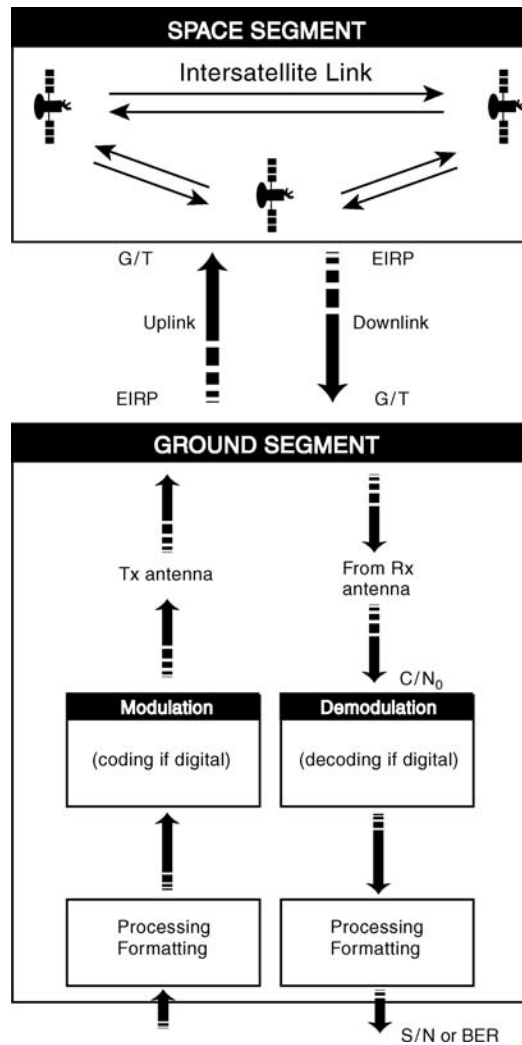 SPACE SEGMENT
Intersatellite Link
G/T
EIRP
Uplink
Downlink
EIRP
G/T
GROUND SEGMENT
Tx antenna
From Rx
antenna
C/N₀
Modulation
(coding if digital)
Demodulation
(decoding if digital)
Processing
Formatting
Processing
Formatting
S/N or BER